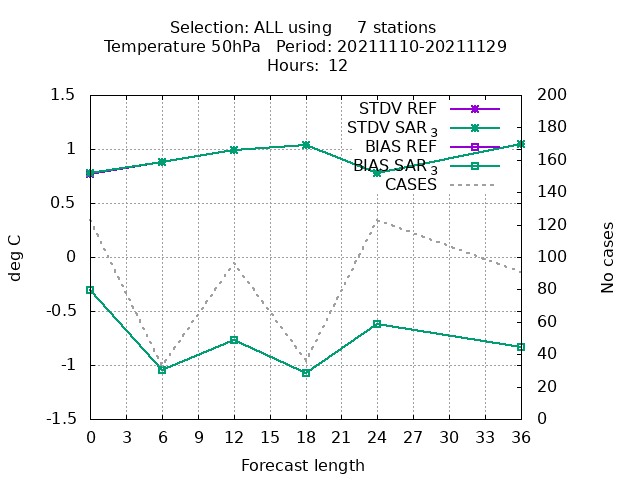 Selection: ALL using     7 stations
Temperature 50hPa   Period: 20211110-20211129
Hours:  12
STDV REF
STDV SAR 3
BIAS REF
BIAS SAR 3
CASES
1.5
1
0.5
0
-0.5
-1
-1.5
deg C
200
180
160
140
120
100
80
60
40
20
0
No cases
0 3 6 9 12 15 18 21 24 27 30 33 36
Forecast length